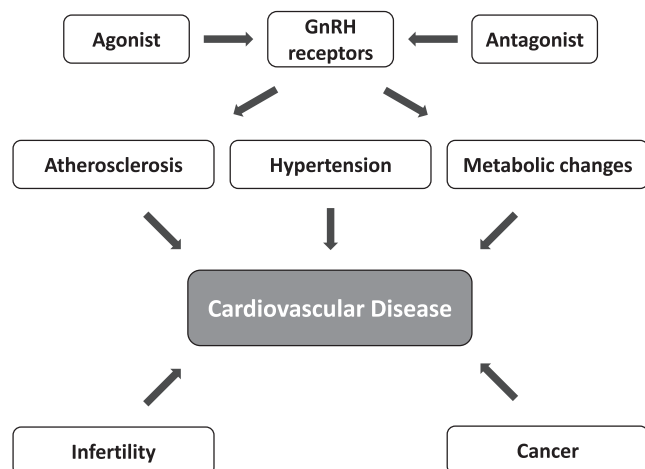 Agonist
GnRH
receptors
Antagonist
Atherosclerosis
Hypertension
Metabolic changes
Cardiovascular Disease
Infertility
Cancer